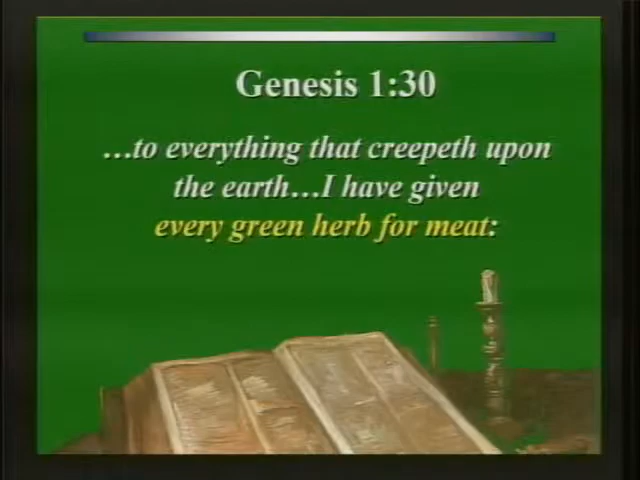 Genesis 1:30
…to everything that creepeth upon
the earth…I have given
every green herb for meat: